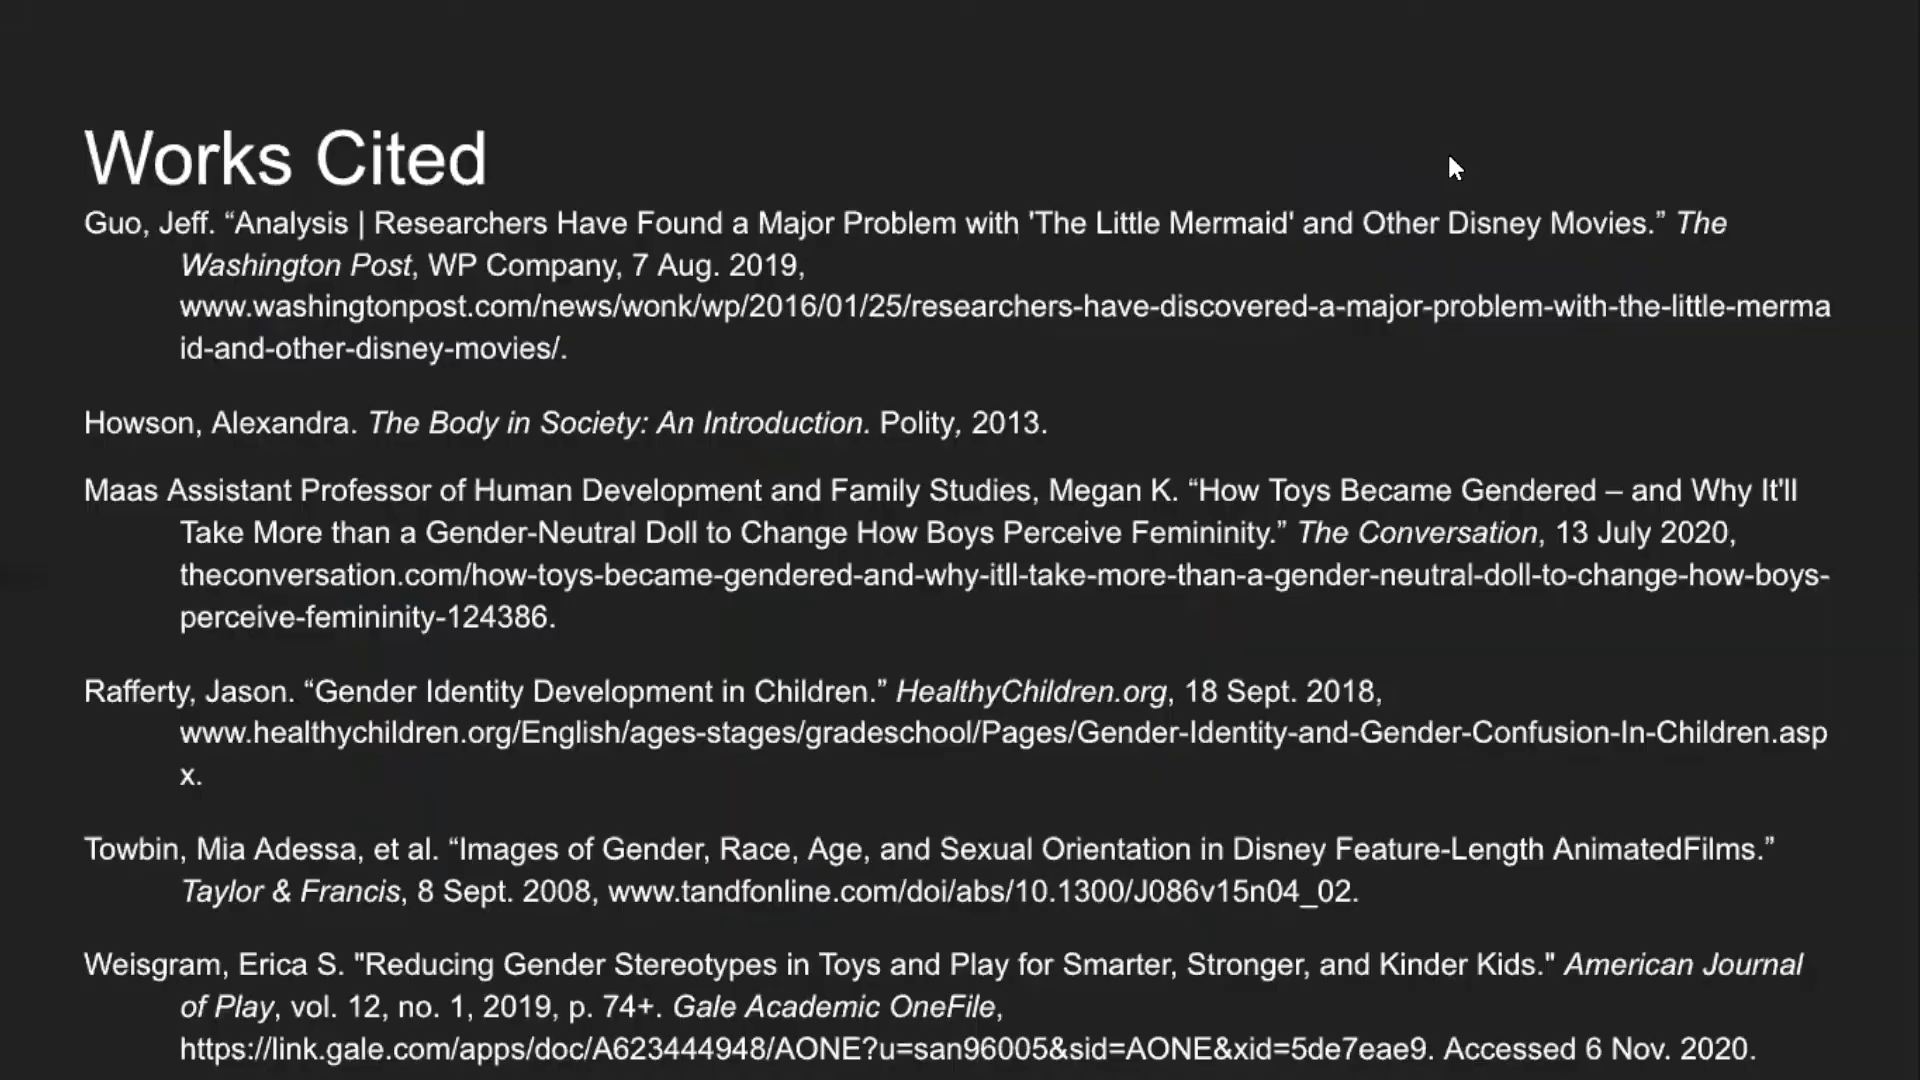 Works Cited
Guo, Jeff. “Analysis | Researchers Have Found a Major Problem with 'The Little Mermaid' and Other Disney Movies.” The
Washington Post, WP Company, 7 Aug. 2019,
www.washingtonpost.com/news/wonk/wp/2016/01/25/researchers-have-discovered-a-major-problem-with-the-little-merma
id-and-other-disney-movies/.
Howson, Alexandra. The Body in Society: An Introduction. Polity, 2013.
Maas Assistant Professor of Human Development and Family Studies, Megan K. “How Toys Became Gendered – and Why It'll
Take More than a Gender-Neutral Doll to Change How Boys Perceive Femininity.” The Conversation, 13 July 2020,
theconversation.com/how-toys-became-gendered-and-why-itll-take-more-than-a-gender-neutral-doll-to-change-how-boys-
perceive-femininity-124386.
Rafferty, Jason. “Gender Identity Development in Children.” HealthyChildren.org, 18 Sept. 2018,
www.healthychildren.org/English/ages-stages/gradeschool/Pages/Gender-Identity-and-Gender-Confusion-In-Children.asp
x.
Towbin, Mia Adessa, et al. “Images of Gender, Race, Age, and Sexual Orientation in Disney Feature-Length AnimatedFilms.”
Taylor & Francis, 8 Sept. 2008, www.tandfonline.com/doi/abs/10.1300/J086v15n04_02.
Weisgram, Erica S. "Reducing Gender Stereotypes in Toys and Play for Smarter, Stronger, and Kinder Kids." American Journal
of Play, vol. 12, no. 1, 2019, p. 74+. Gale Academic OneFile,
https://link.gale.com/apps/doc/A623444948/AONE?u=san96005&sid=AONE&xid=5de7eae9. Accessed 6 Nov. 2020.